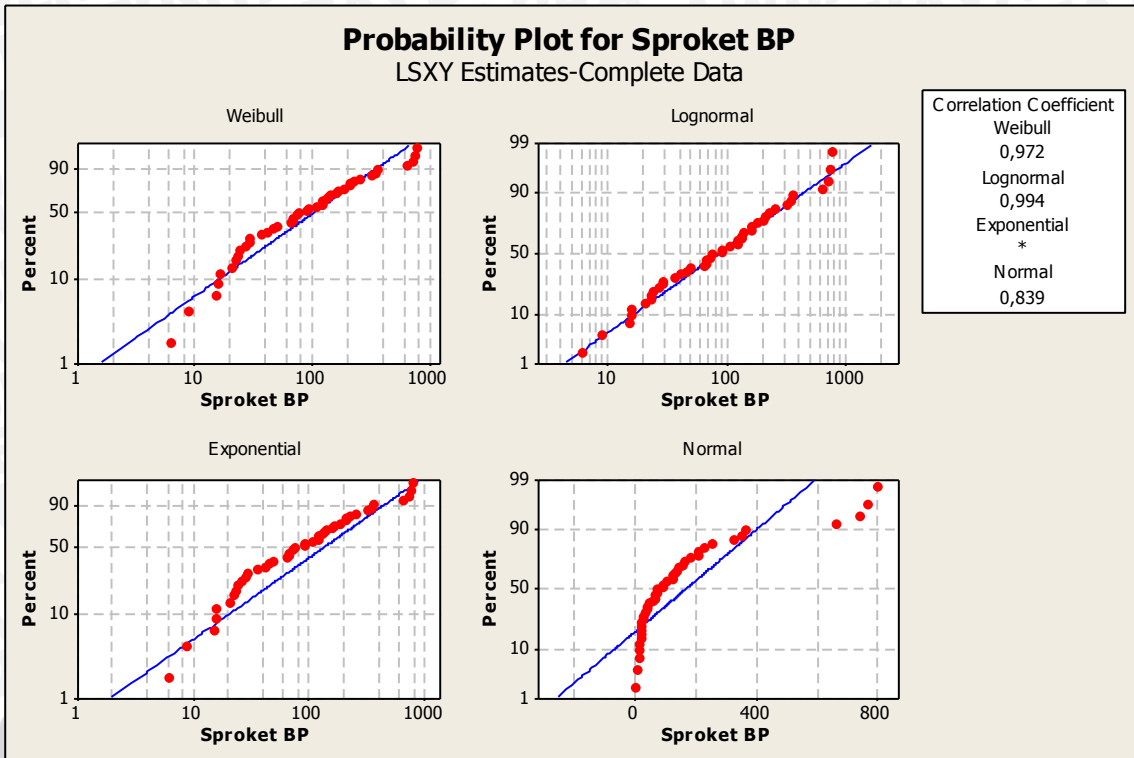 Probability Plot for Sproket BP
LSXY Estimates-Complete Data
Weibull
Percent
90
50
10
1
1 10 100 1000
Sproket BP
Lognormal
Percent
99
90
50
10
1
10 100 1000
Sproket BP
Correlation Coefficient
Weibull
0,972
Lognormal
0,994
Exponential
*
Normal
0,839
Exponential
Percent
90
50
10
1
1 10 100 1000
Sproket BP
Normal
Percent
99
90
50
10
1
0 400 800
Sproket BP